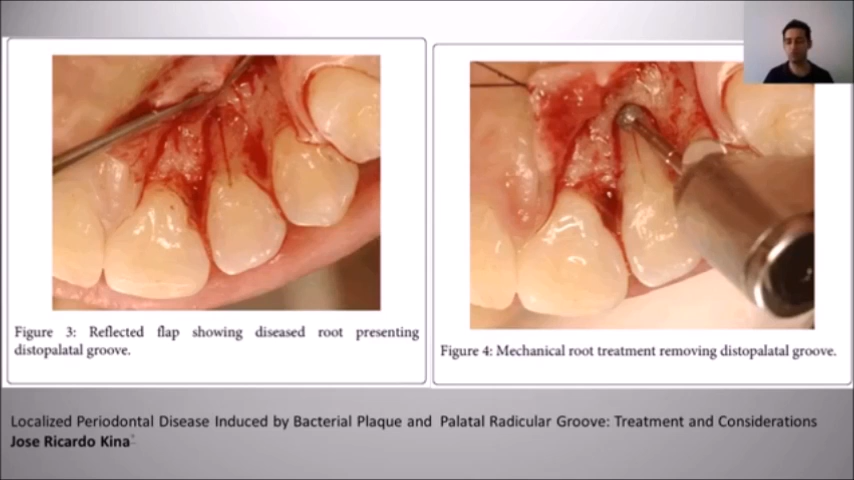 Figure 3: Reflected flap showing diseased root presenting
distopalatal groove.
Figure 4: Mechanical root treatment removing distopalatal groove.
Localized Periodontal Disease Induced by Bacterial Plaque and Palatal Radicular Groove: Treatment and Considerations
Jose Ricardo Kina